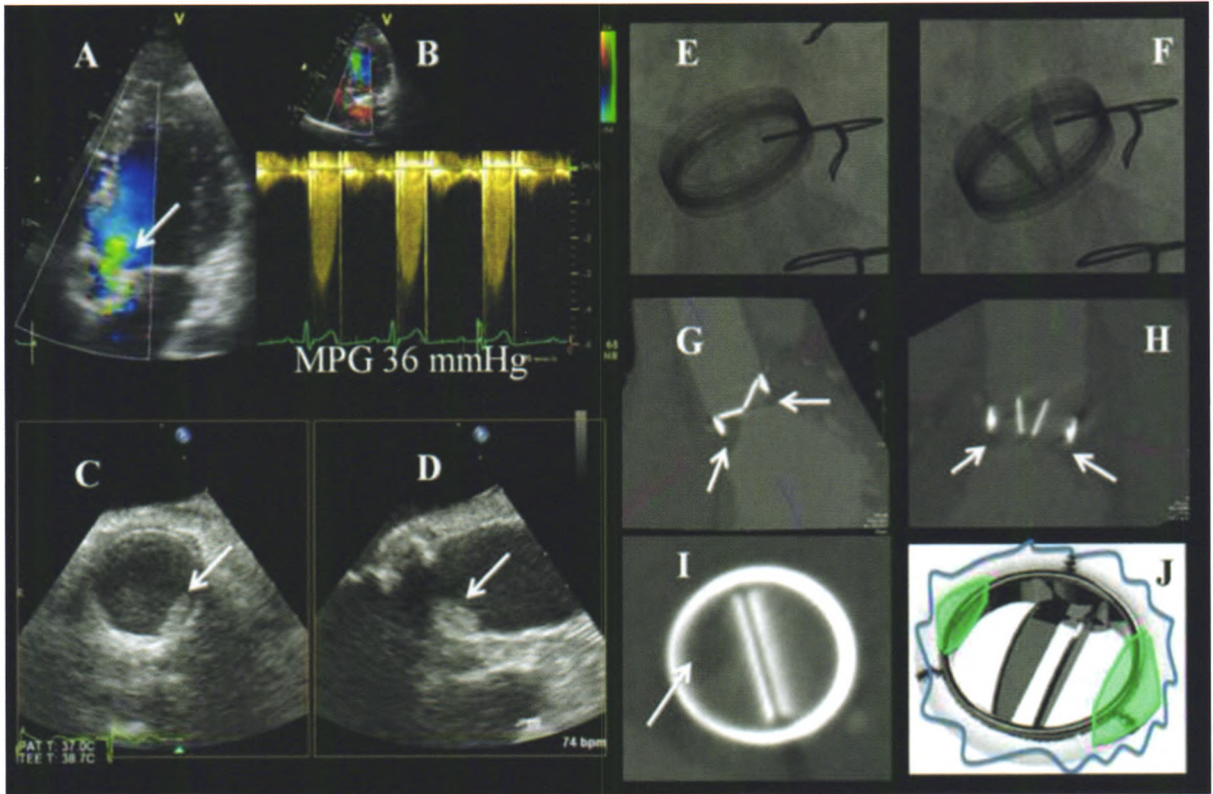 V
V
A
B
E
F
MPG 36 mmHg
G
H
C
D
PAT T: 37.0C
TEE T: 38.7C
74 bpm
I
J